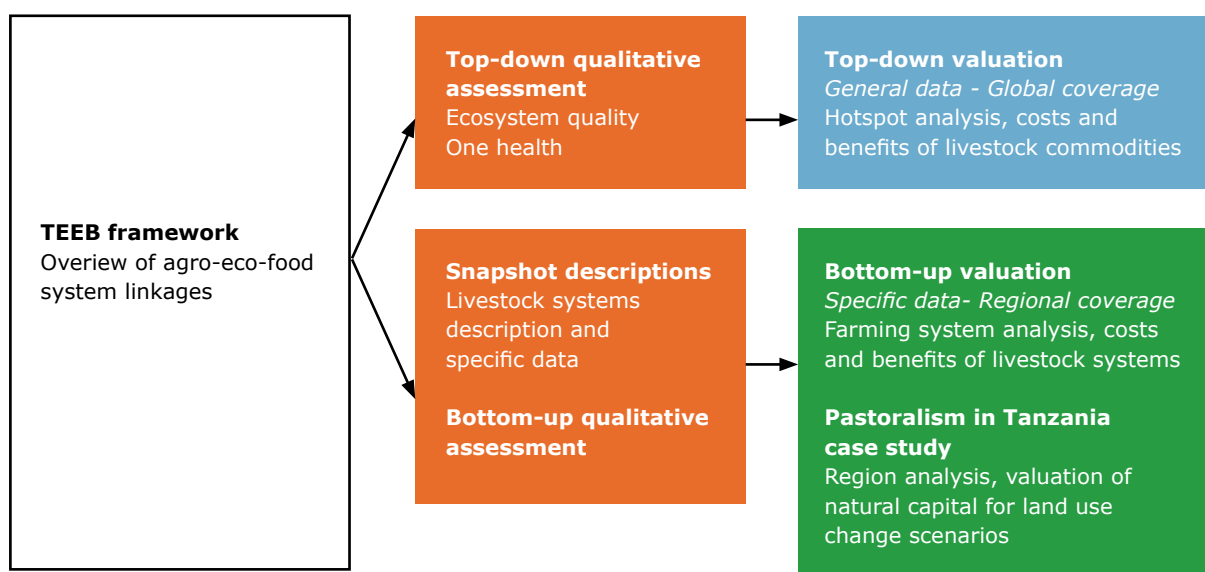 TEEB framework
Overiew of agro-eco-food
system linkages
Top-down qualitative
assessment
Ecosystem quality
One health
Top-down valuation
General data - Global coverage
Hotspot analysis, costs and
benefits of livestock commodities
Snapshot descriptions
Livestock systems
description and
specific data
Bottom-up qualitative
assessment
Bottom-up valuation
Specific data- Regional coverage
Farming system analysis, costs
and benefits of livestock systems
Pastoralism in Tanzania
case study
Region analysis, valuation of
natural capital for land use
change scenarios